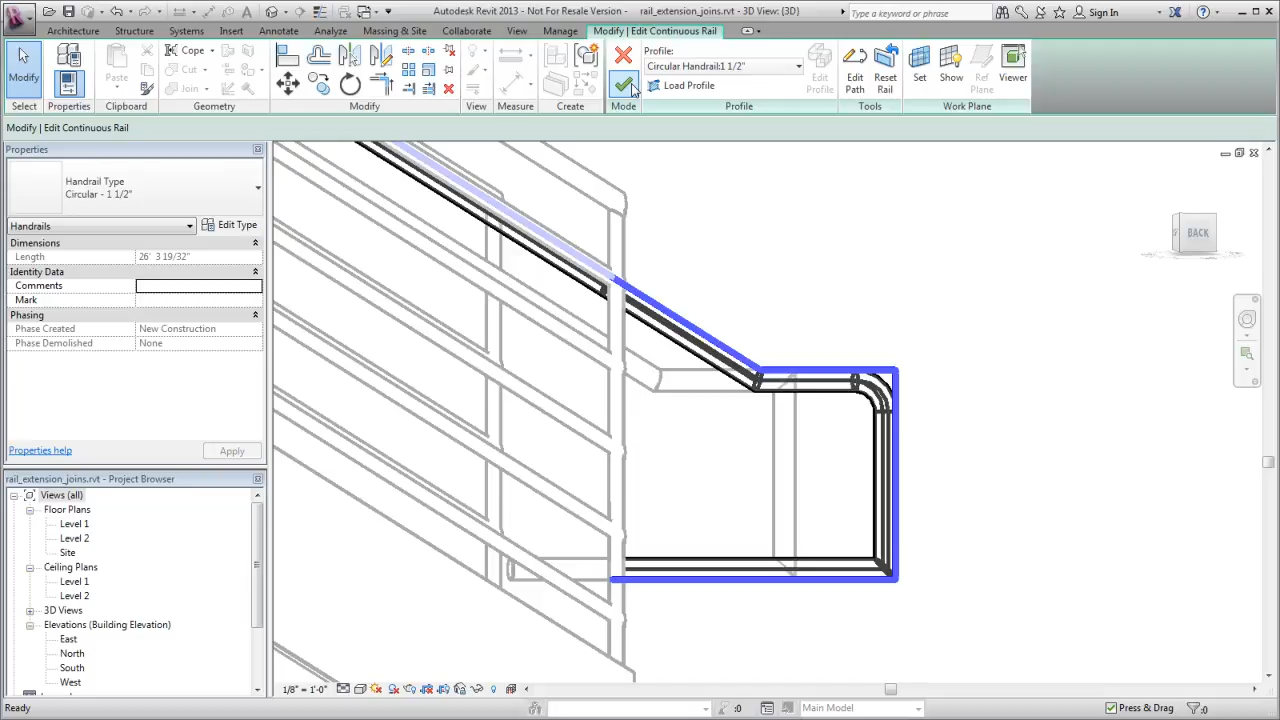 Autodesk Revit 2013 - Not For Resale Version - rail_extension_joins.rvt - 3D View: {3D}
Type a keyword or phrase
Sign In
Architecture Structure Systems Insert Annotate Analyze Massing & Site Collaborate View Manage Modify | Edit Continuous Rail
Modify
Paste
Cope
Cut
Join
Profile:
Circular Handrail:1 1/2"
Load Profile
Edit Profile
Edit Path
Reset Rail
Set
Show
Ref Plane
Viewer
Select Properties Clipboard Geometry Modify View Measure Create Mode Profile Tools Work Plane
Modify | Edit Continuous Rail
Properties
Handrail Type
Circular - 1 1/2"
Handrails
Edit Type
Dimensions
Length 26' 3 19/32"
Identity Data
Comments
Mark
Phasing
Phase Created New Construction
Phase Demolished None
Properties help
Apply
rail_extension_joins.rvt - Project Browser
Views (all)
Floor Plans
Level 1
Level 2
Site
Ceiling Plans
Level 1
Level 2
3D Views
Elevations (Building Elevation)
East
North
South
West
BACK
1/8" = 1'-0"
Ready
:0
Main Model
Press & Drag
:0